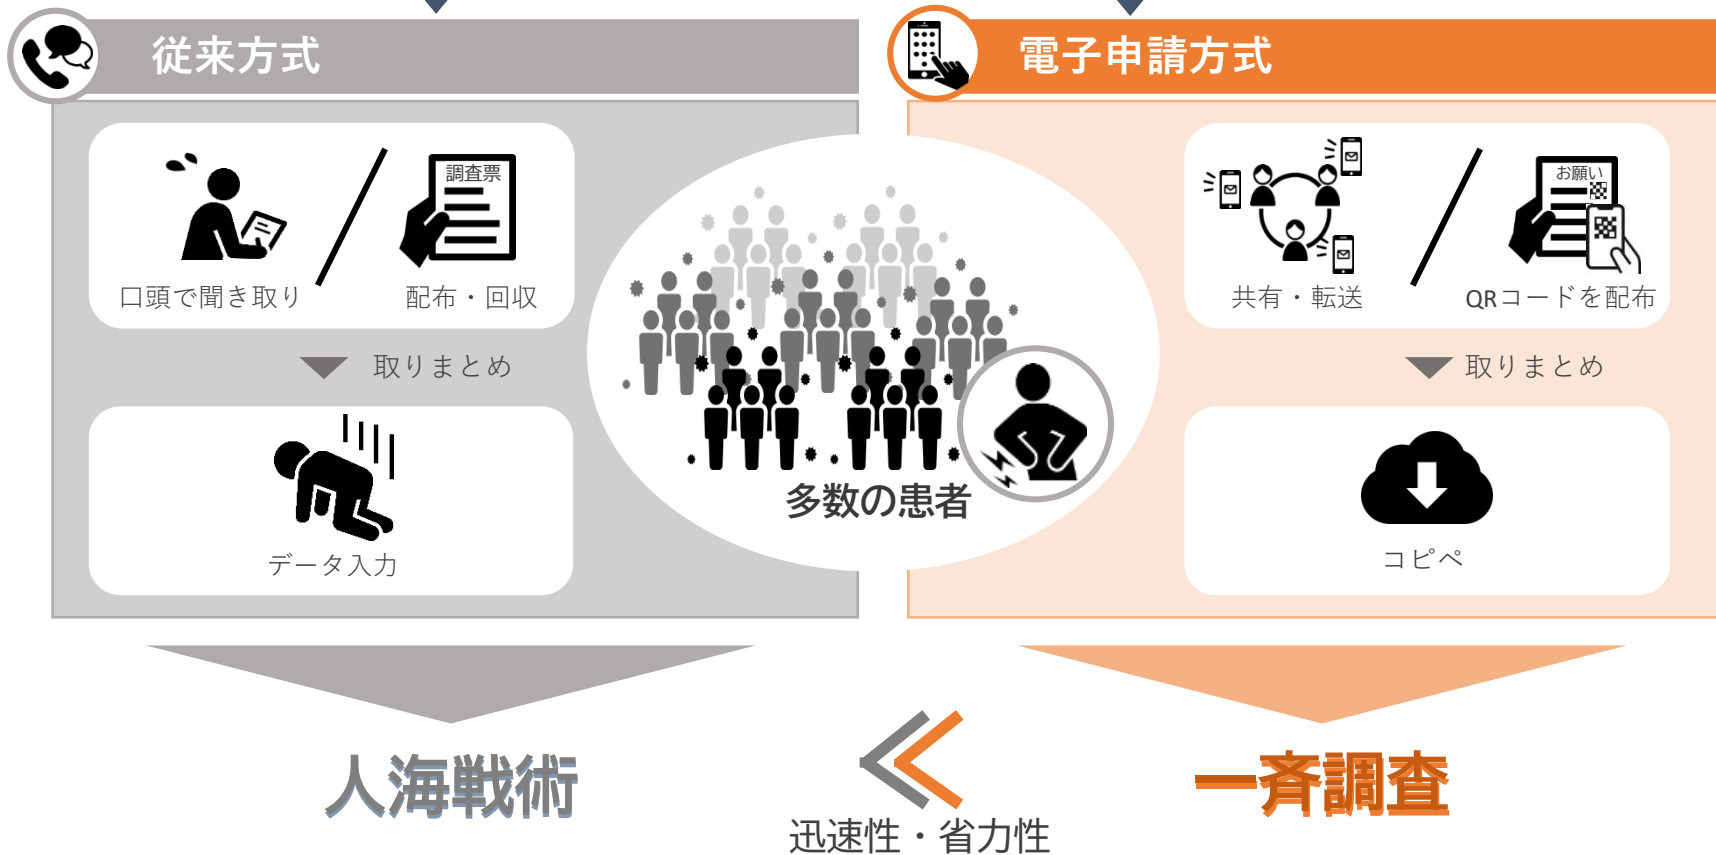 従来方式
口頭で聞き取り
調査票
配布・回収
取りまとめ
データ入力
人海戦術
多数の患者
電子申請方式
共有・転送
お願い
QRコードを配布
取りまとめ
コピペ
一斉調査
迅速性・省力性